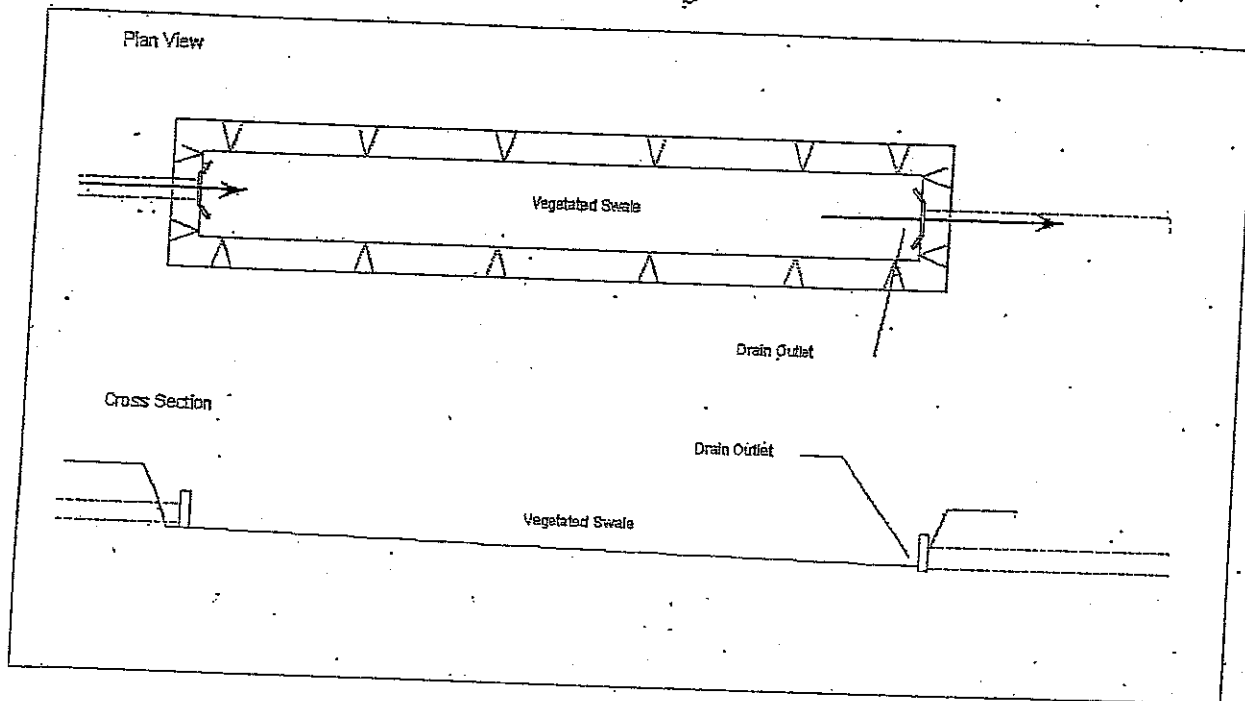 Plan View
Vegetated Swale
Drain Outlet
Cross Section
Drain Outlet
Vegetated Swale